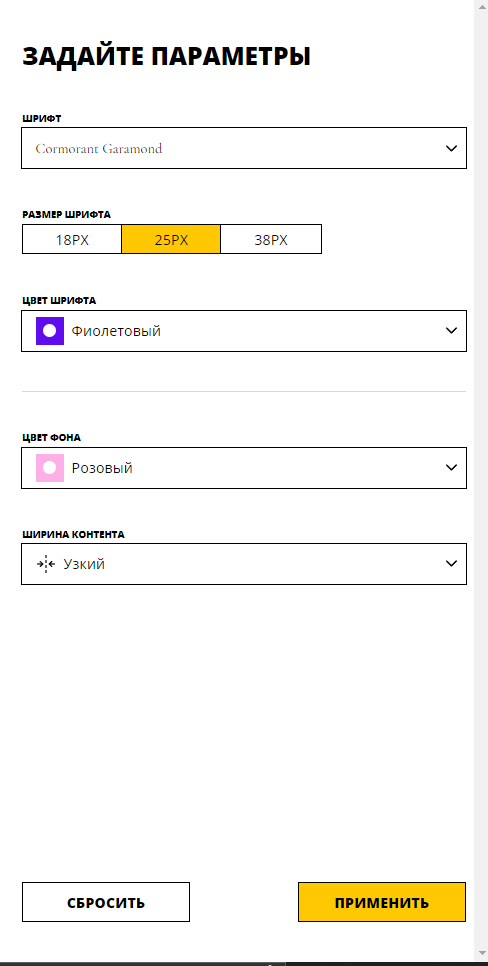 ЗАДАЙТЕ ПАРАМЕТРЫ
ШРИФТ
Cormorant Garamond
РАЗМЕР ШРИФТА
18PX 25PX 38PX
ЦВЕТ ШРИФТА
Фиолетовый
ЦВЕТ ФОНА
Розовый
ШИРИНА КОНТЕНТА
Узкий
СБРОСИТЬ ПРИМЕНИТЬ